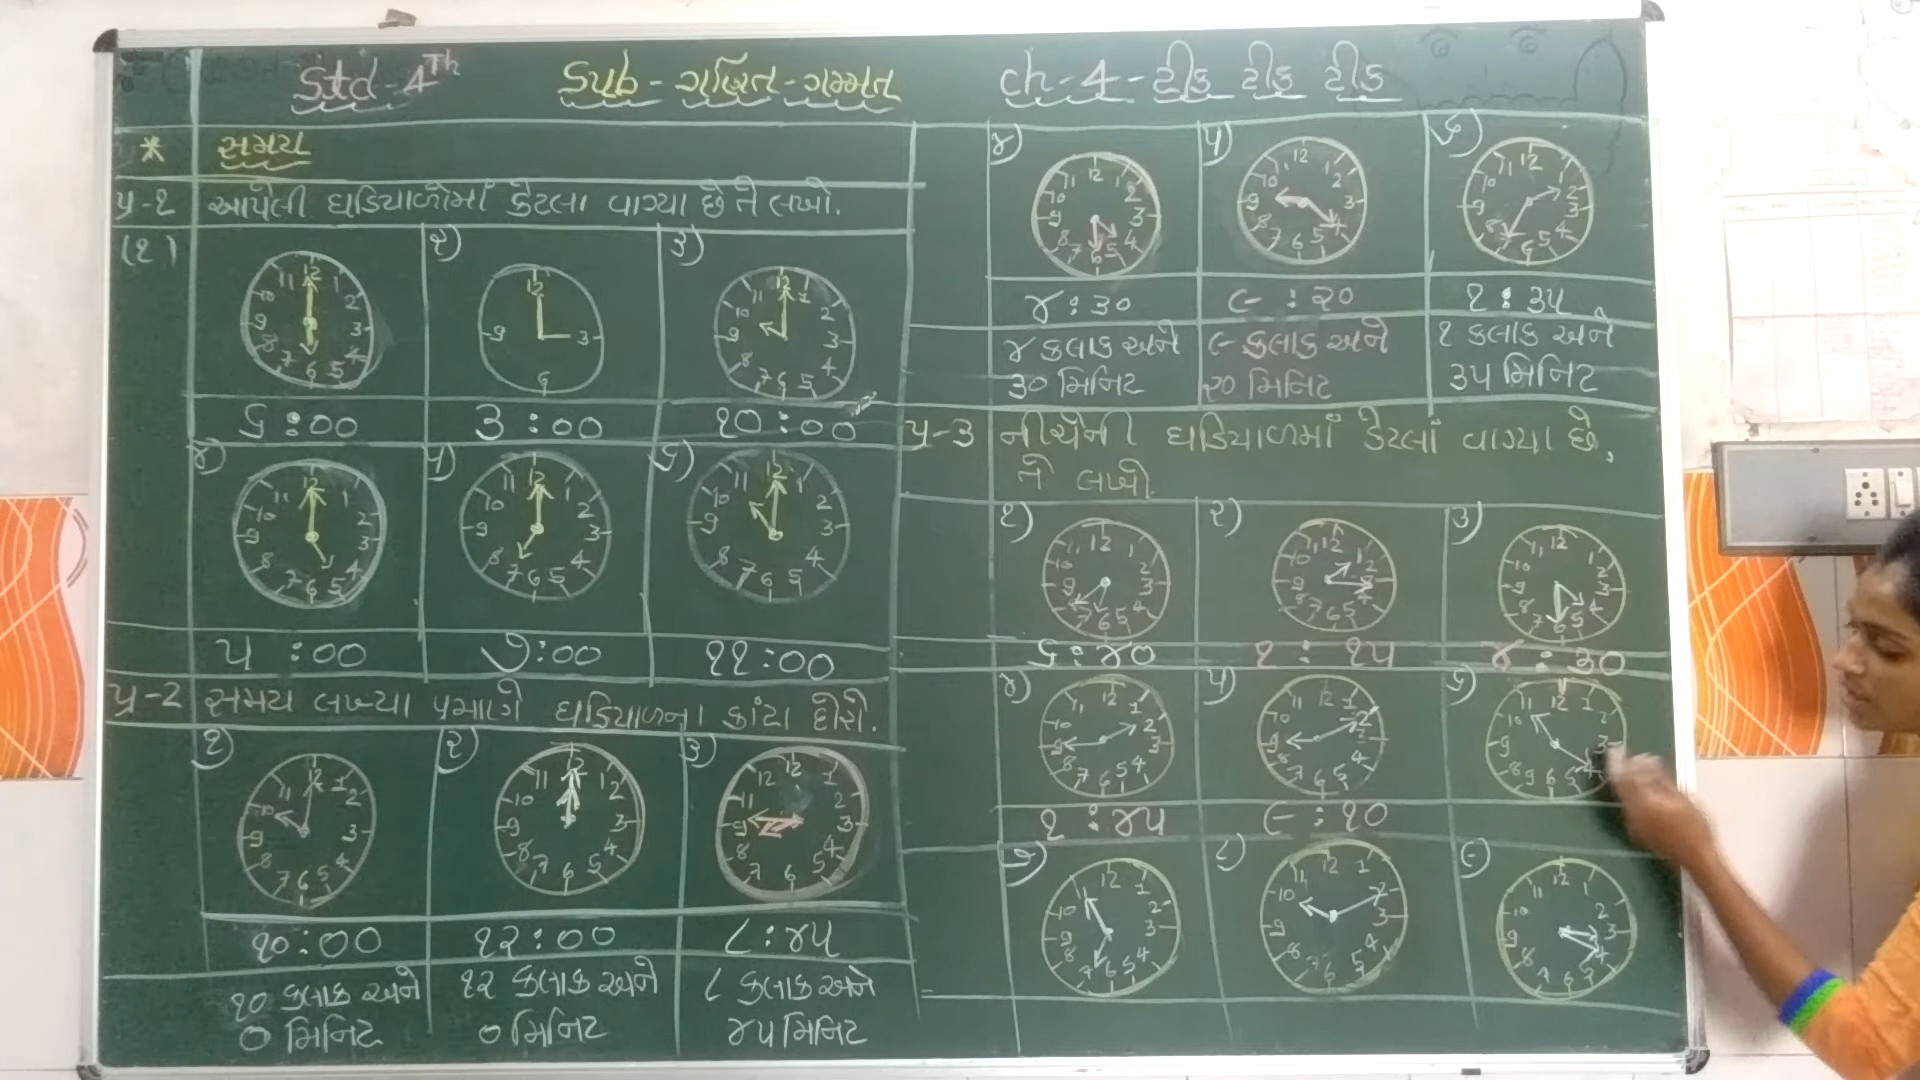 Std-4Th Sub-ગણિત-ગમ્મત ch-4-ટીક ટીક ટીક
* સમય
પ્ર-૧ આપેલી ઘડિયાળોમાં કેટલા વાગ્યા છે તે લખો.
(૧) ૨) ૩)
૬:૦૦ ૩:૦૦ ૧૦:૦૦
૪) ૫) ૬)
૫:૦૦ ૭:૦૦ ૧૧:૦૦
પ્ર-2 સમય લખ્યા પ્રમાણે ઘડિયાળના કાંટા દોરો.
૧) ૨) ૩)
૧૦:૦૦ ૧૨:૦૦ ૮:૪૫
૧૦ કલાક અને ૧૨ કલાક અને ૮ કલાક અને
૦ મિનિટ ૦ મિનિટ ૪૫ મિનિટ
૪) ૫) ૬)
૪:૩૦ ૯:૨૦ ૧:૩૫
૪ કલાક અને ૯ કલાક અને ૧ કલાક અને
૩૦ મિનિટ ૨૦ મિનિટ ૩૫ મિનિટ
પ્ર-૩ નીચેની ઘડિયાળમાં કેટલાં વાગ્યા છે,
તે લખો.
૧) ૨) ૩)
૬:૪૦ ૧:૧૫ ૪:૩૦
૪) ૫) ૬)
૧:૪૫ ૯:૧૦
૭) ૮) ૯)